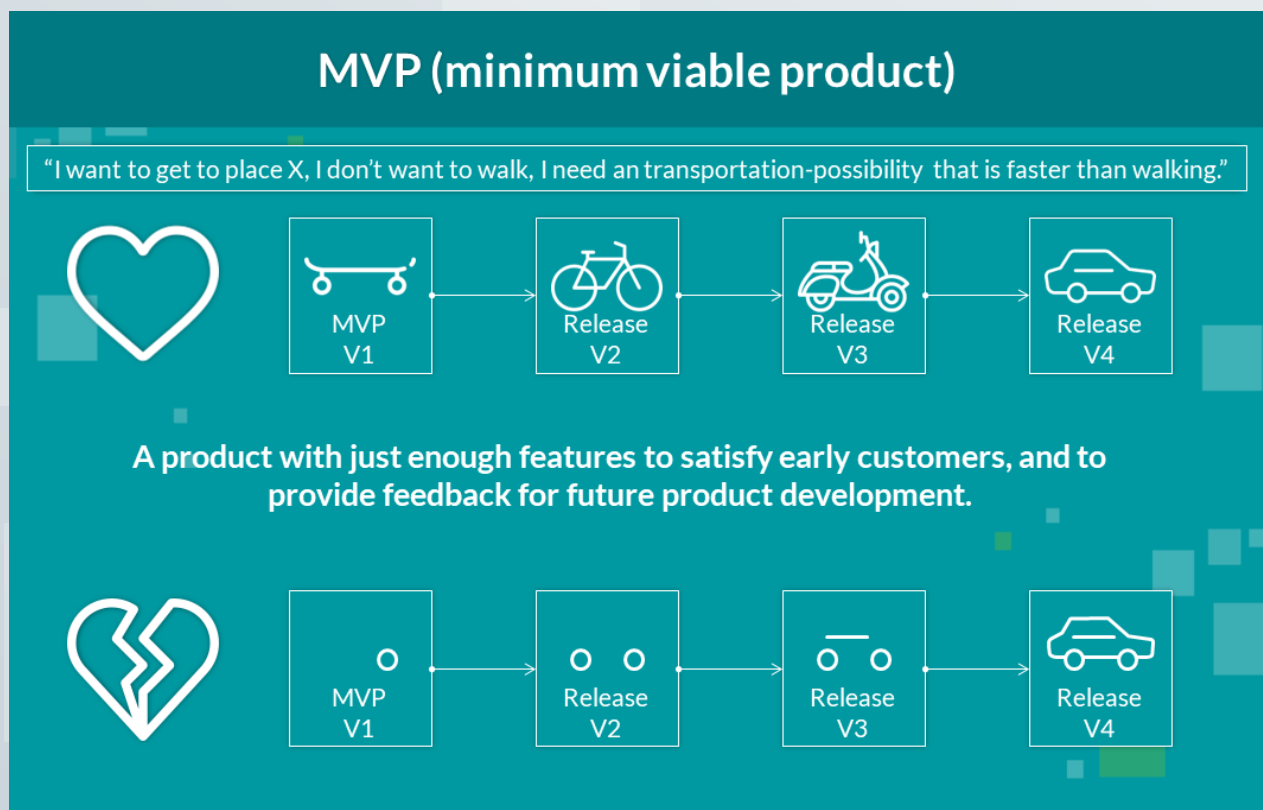 MVP (minimum viable product)
“I want to get to place X, I don’t want to walk, I need an transportation-possibility that is faster than walking.”
MVP
V1
Release
V2
Release
V3
Release
V4
A product with just enough features to satisfy early customers, and to
provide feedback for future product development.
MVP
V1
Release
V2
Release
V3
Release
V4